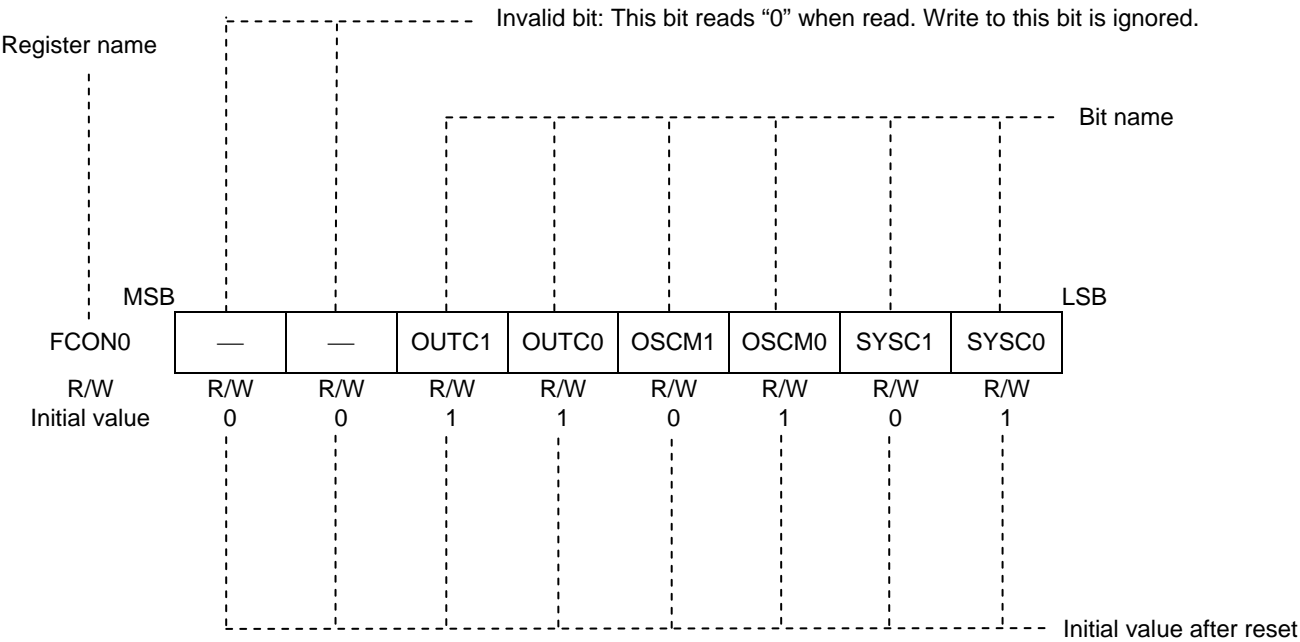 Invalid bit: This bit reads “0” when read. Write to this bit is ignored.
Register name
Bit name
MSB LSB
FCON0 — — OUTC1 OUTC0 OSCM1 OSCM0 SYSC1 SYSC0
R/W R/W R/W R/W R/W R/W R/W R/W R/W
Initial value 0 0 1 1 0 1 0 1
Initial value after reset